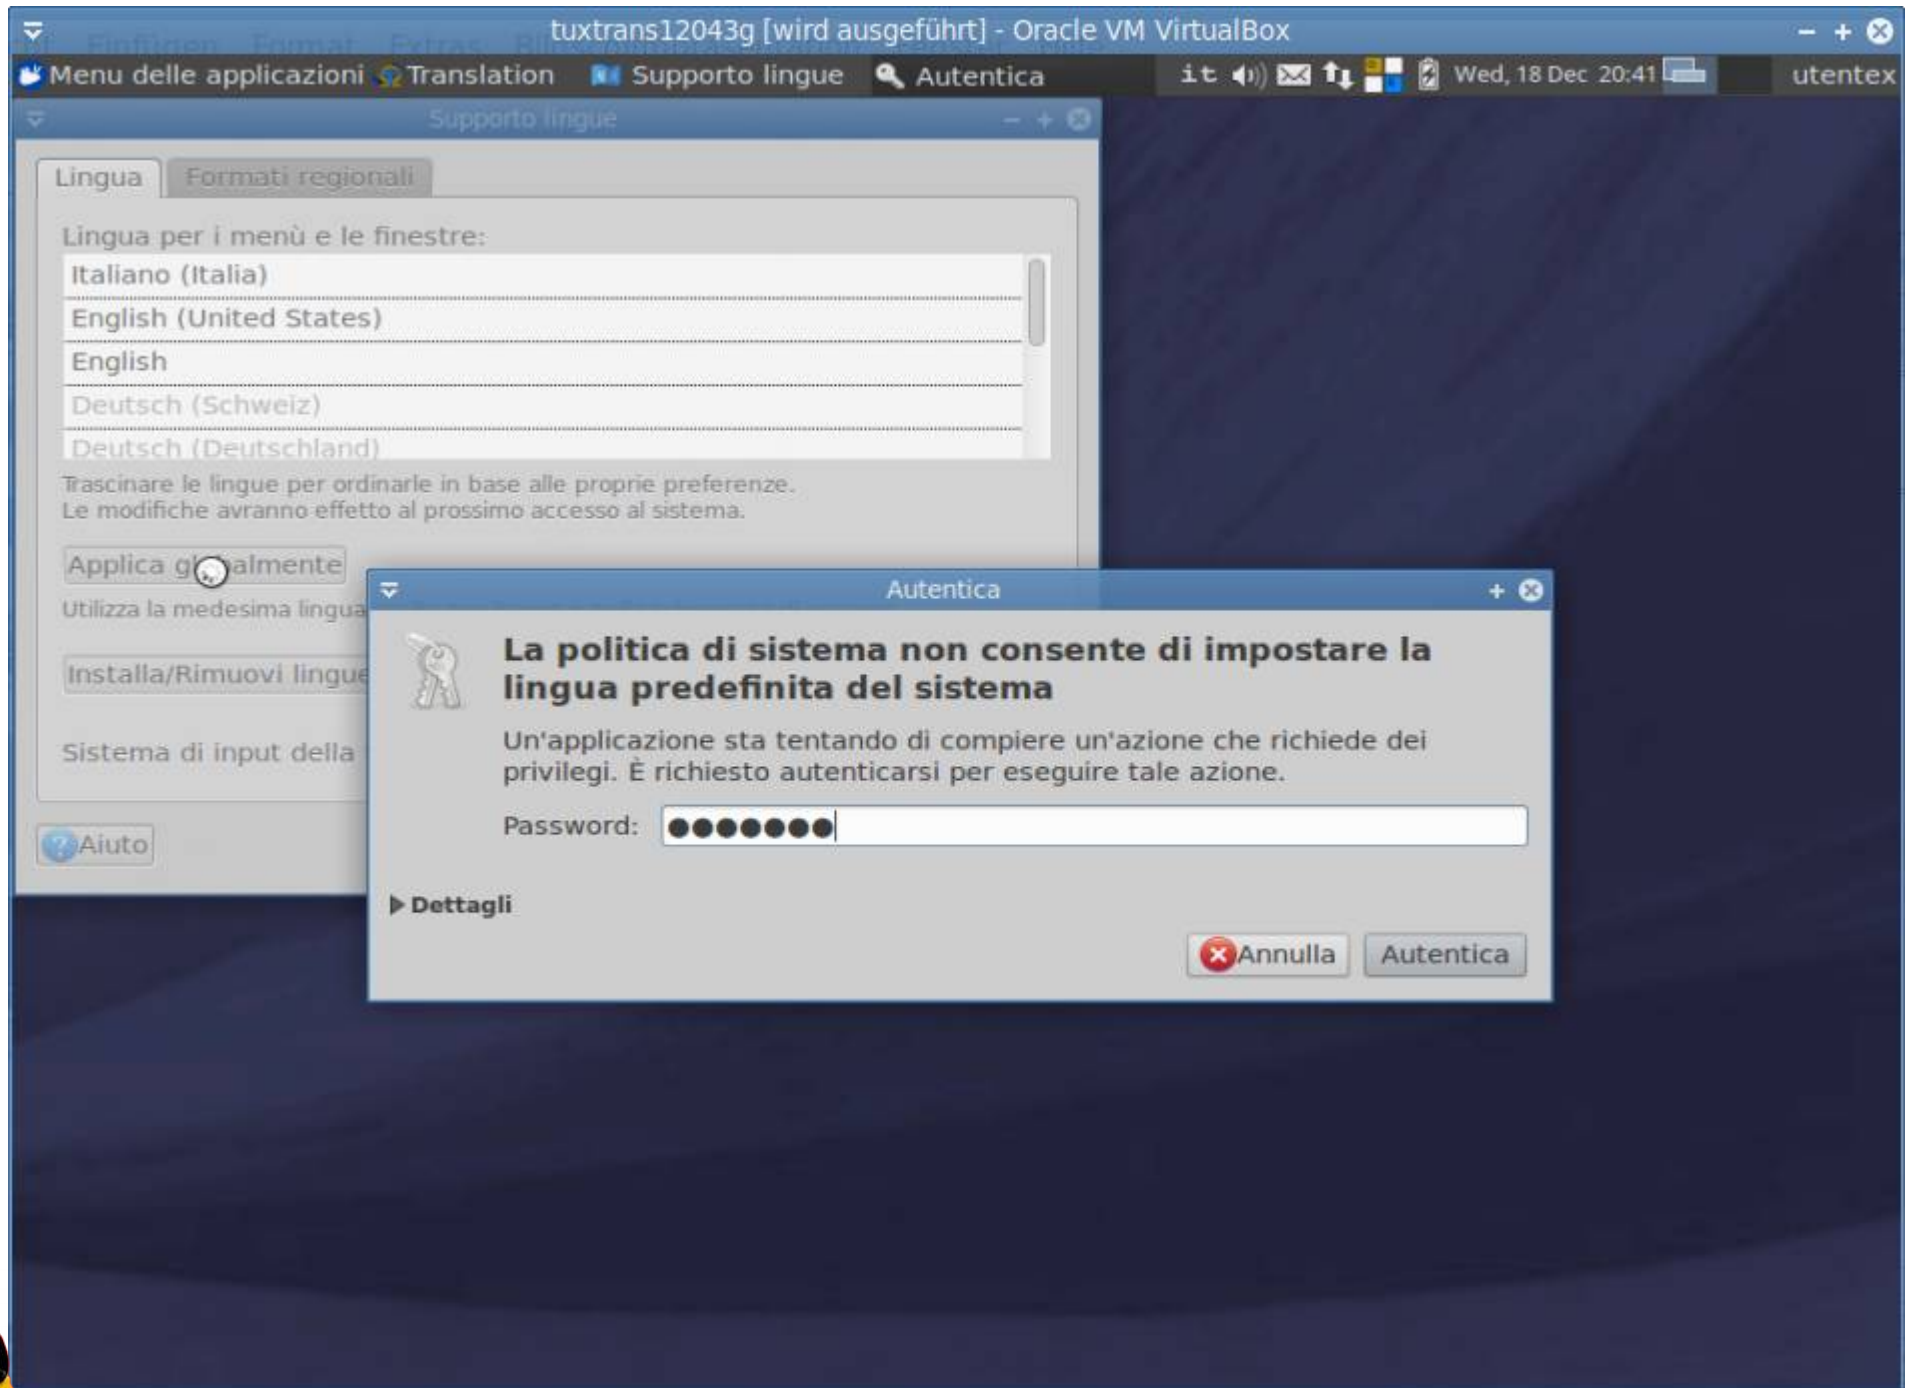 tuxtrans12043g [wird ausgeführt] - Oracle VM VirtualBox
Einfügen Format Extras
Menu delle applicazioni Translation Supporto lingue Autentica it Wed, 18 Dec 20:41 utentex
Supporto lingue
Lingua Formati regionali
Lingua per i menù e le finestre:
Italiano (Italia)
English (United States)
English
Deutsch (Schweiz)
Deutsch (Deutschland)
Trascinare le lingue per ordinarle in base alle proprie preferenze.
Le modifiche avranno effetto al prossimo accesso al sistema.
Applica globalmente
Utilizza la medesima lingua
Installa/Rimuovi lingue
Sistema di input della
Aiuto
Autentica
La politica di sistema non consente di impostare la
lingua predefinita del sistema
Un'applicazione sta tentando di compiere un'azione che richiede dei
privilegi. È richiesto autenticarsi per eseguire tale azione.
Password: ●●●●●●●
Dettagli
Annulla Autentica